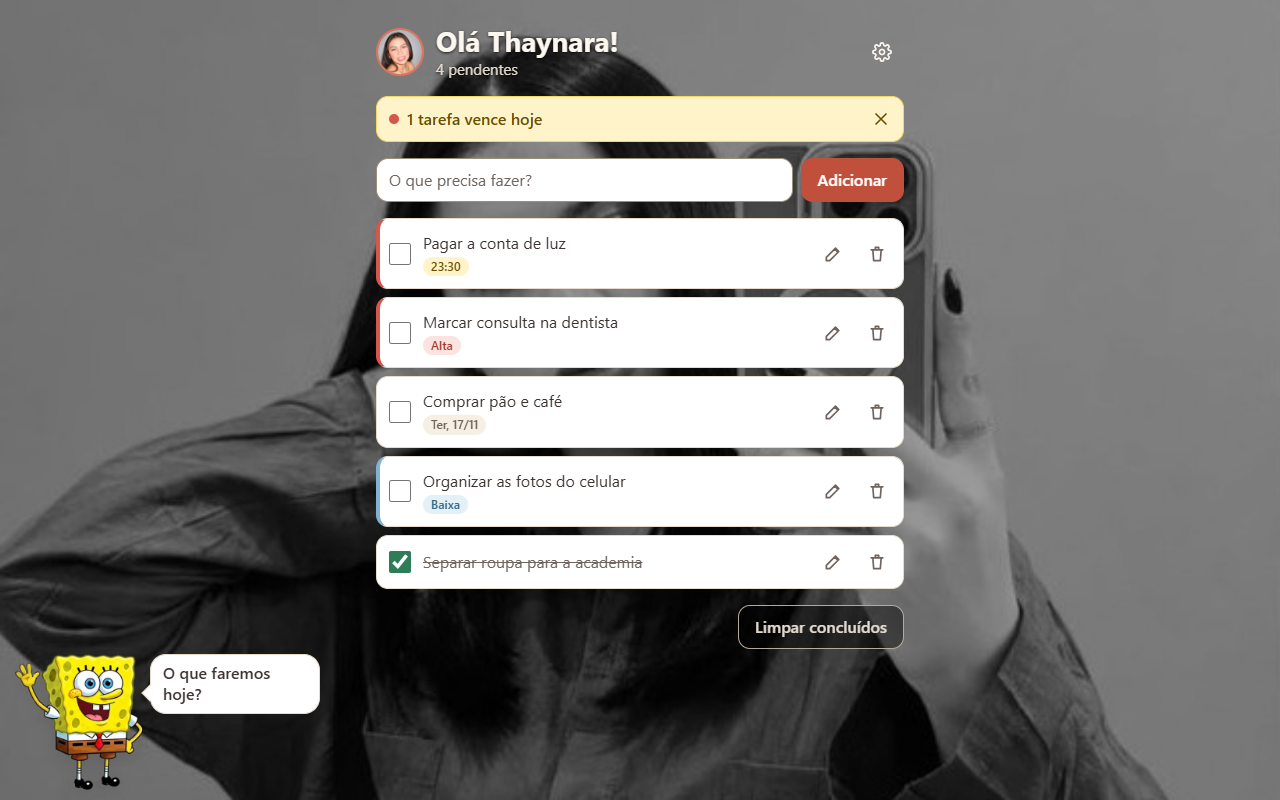 Olá Thaynara!
4 pendentes
1 tarefa vence hoje
O que precisa fazer?
Adicionar
Pagar a conta de luz
23:30
Marcar consulta na dentista
Alta
Comprar pão e café
Ter, 17/11
Organizar as fotos do celular
Baixa
Separar roupa para a academia
Limpar concluídos
O que faremos
hoje?